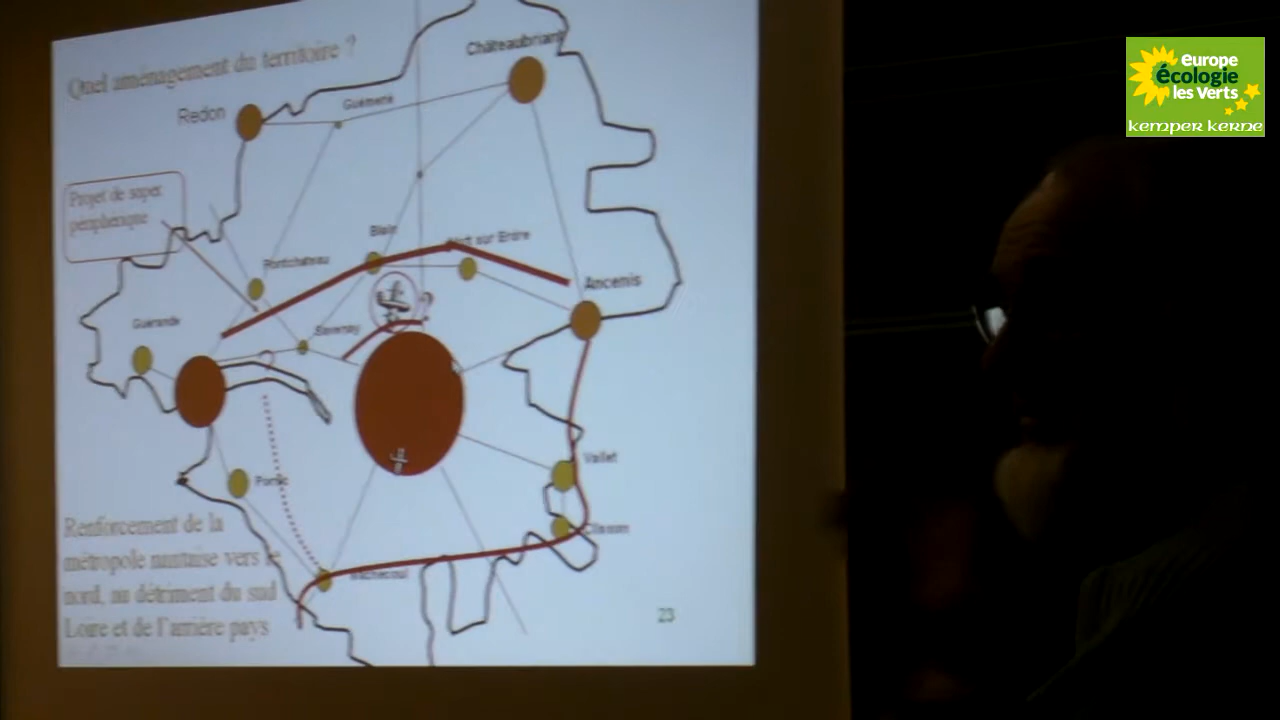 Quel aménagement du territoire ?
Châteaubriant
Redon
Guémené
Projet de super
périphérique
Blain
Nort sur Erdre
Pontchâteau
Ancenis
Guérande
Savenay
?
Vallet
Pornic
Clisson
Machecoul
Renforcement de la
métropole nantaise vers le
nord, au détriment du sud
Loire et de l'arrière pays
23
europe
écologie
les Verts
kemper kerne